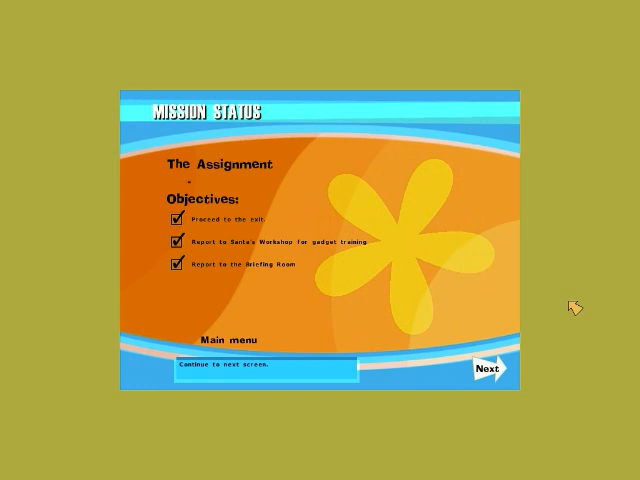 MISSION STATUS
The Assignment
-
Objectives:
Proceed to the exit.
Report to Santa's Workshop for gadget training
Report to the Briefing Room
Main menu
Continue to next screen.
Next